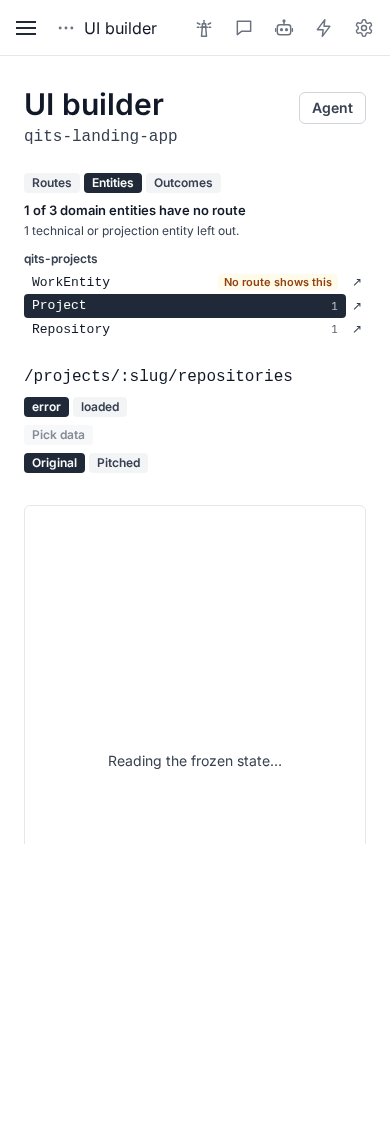 UI builder
UI builder
Agent
qits-landing-app
Routes Entities Outcomes
1 of 3 domain entities have no route
1 technical or projection entity left out.
qits-projects
WorkEntity No route shows this ↗
Project 1 ↗
Repository 1 ↗
/projects/:slug/repositories
error loaded
Pick data
Original Pitched
Reading the frozen state...